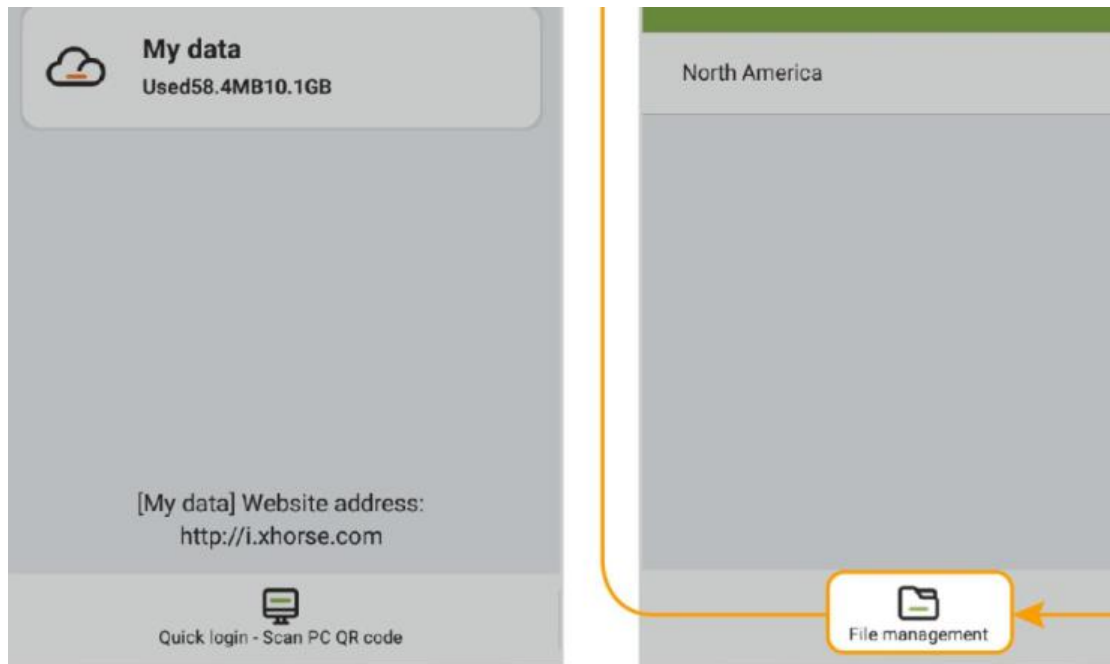 My data
Used58.4MB10.1GB
[My data] Website address:
http://i.xhorse.com
Quick login - Scan PC QR code
North America
File management